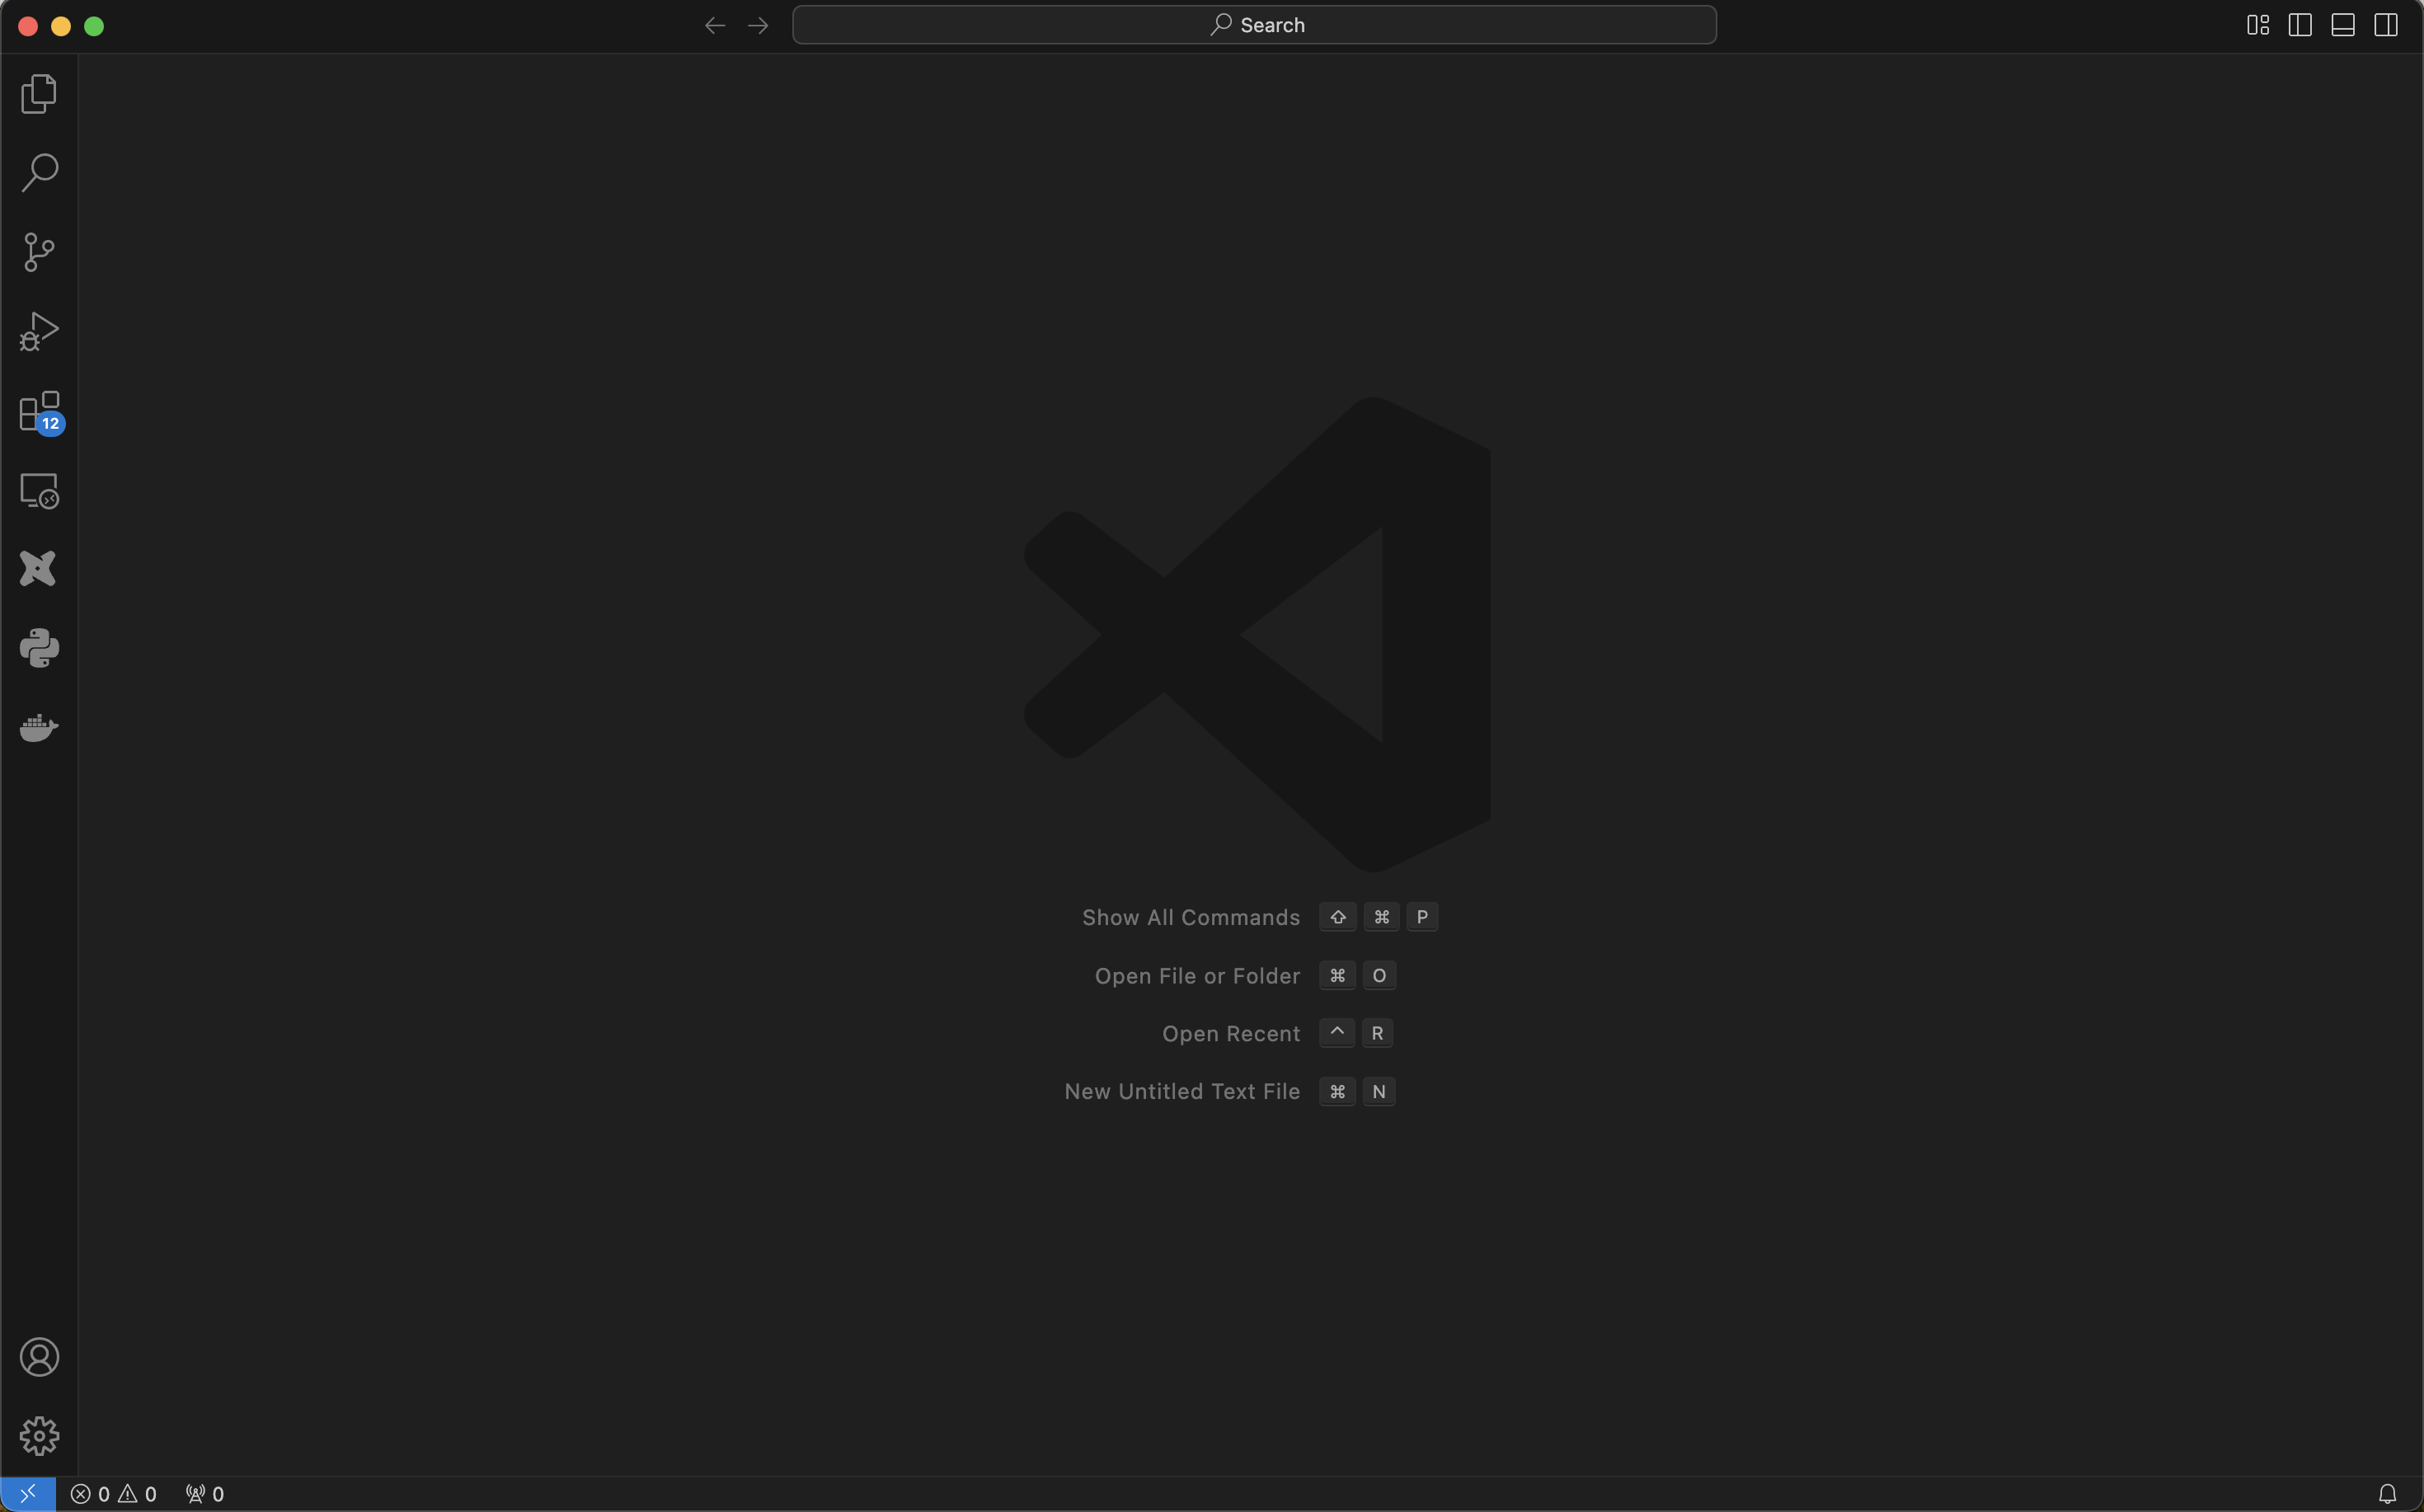 Search
12
Show All Commands ⇧ ⌘ P
Open File or Folder ⌘ O
Open Recent ^ R
New Untitled Text File ⌘ N
0 0 0